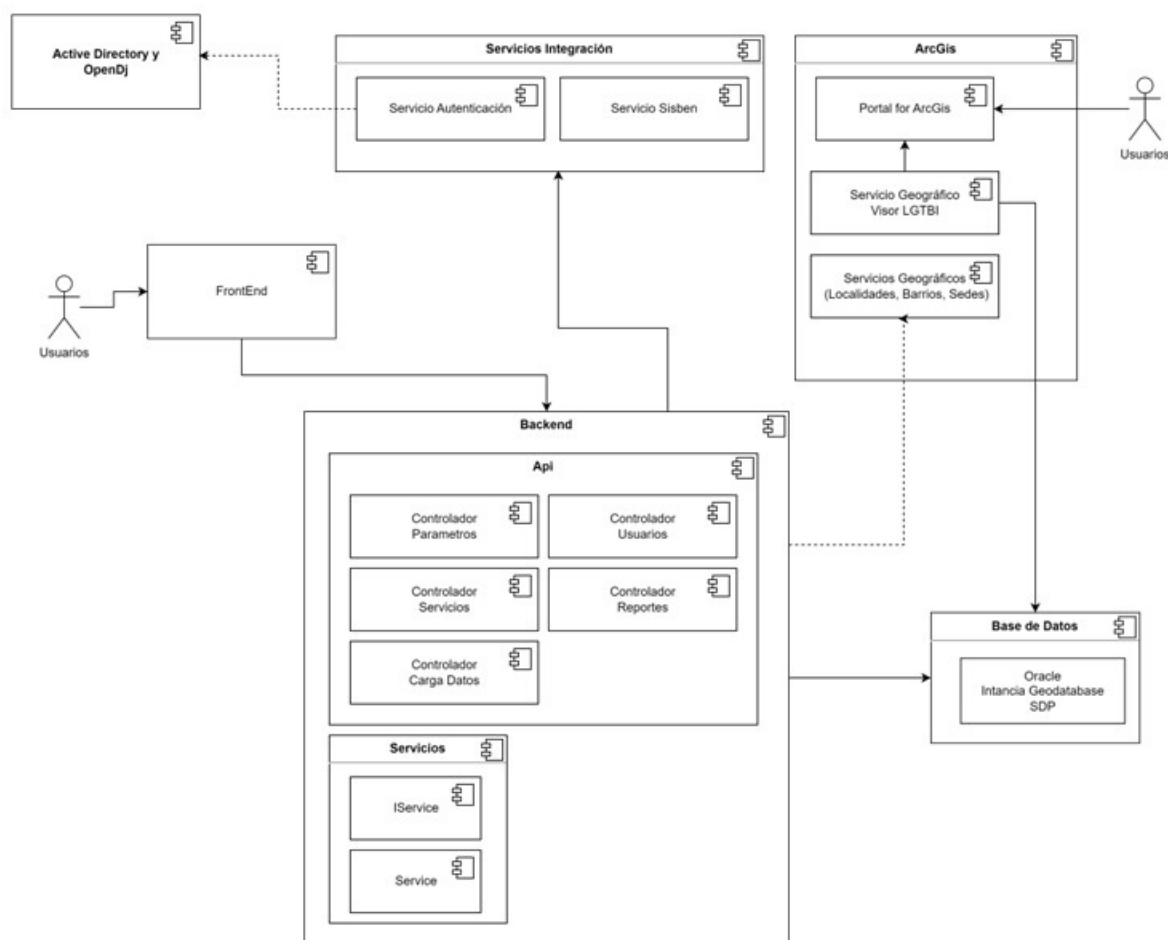 Active Directory y
OpenDj
Servicios Integración
Servicio Autenticación
Servicio Sisben
ArcGis
Portal for ArcGis
Usuarios
Servicio Geográfico
Visor LGTBI
Servicios Geográficos
(Localidades, Barrios, Sedes)
FrontEnd
Usuarios
Backend
Api
Controlador
Parametros
Controlador
Usuarios
Controlador
Servicios
Controlador
Reportes
Controlador
Carga Datos
Servicios
IService
Service
Base de Datos
Oracle
Intancia Geodatabase
SDP